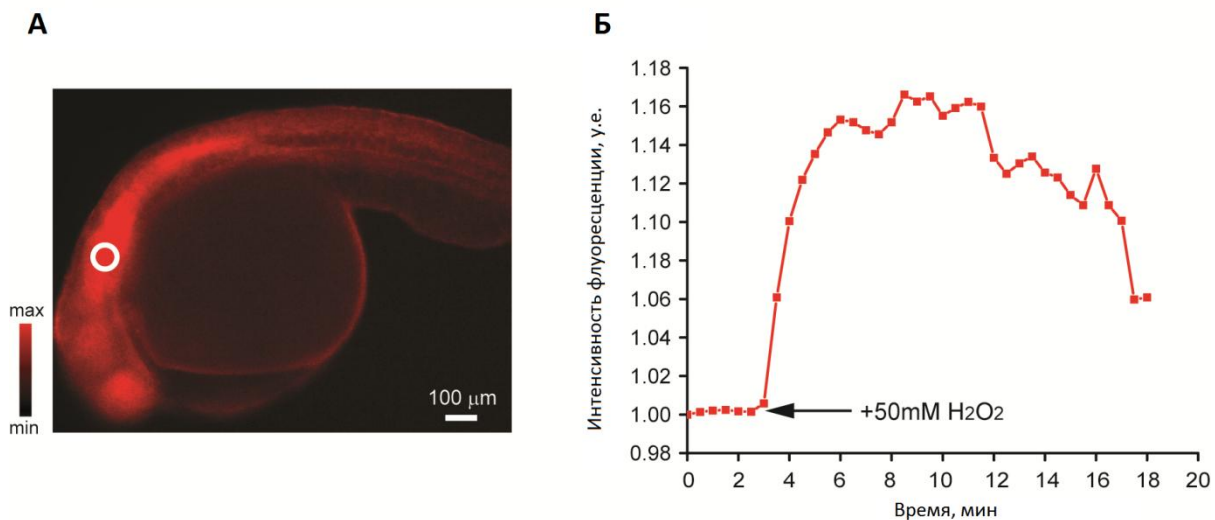 А
max
min
100 μm
Б
Интенсивность флуоресценции, у.е.
1.18
1.16
1.14
1.12
1.10
1.08
1.06
1.04
1.02
1.00
0.98
+50mM H2O2
0 2 4 6 8 10 12 14 16 18 20
Время, мин